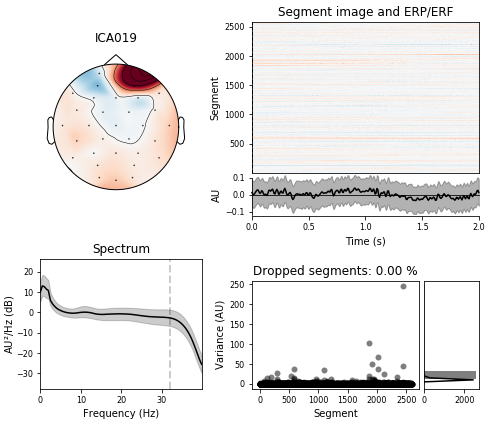 ICA019
Segment image and ERP/ERF
2500
2000
1500
1000
500
Segment
0.1
0.0
−0.1
AU
0.0 0.5 1.0 1.5 2.0
Time (s)
Spectrum
20
10
0
−10
−20
−30
AU²/Hz (dB)
0 10 20 30
Frequency (Hz)
Dropped segments: 0.00 %
250
200
150
100
50
0
Variance (AU)
0 500 1000 1500 2000 2500
Segment
0 2000